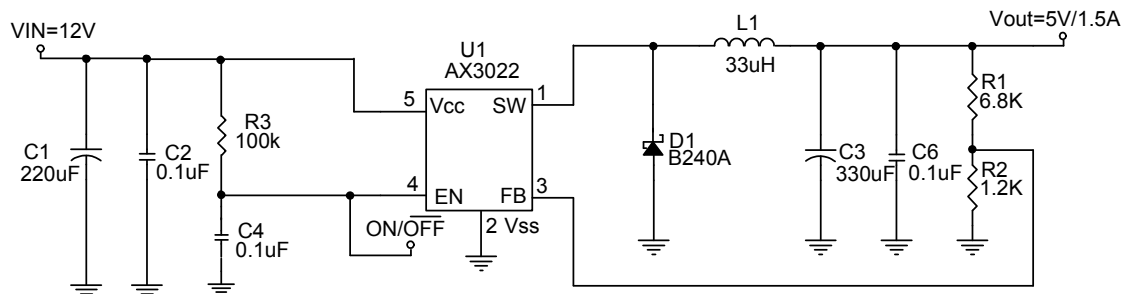 VIN=12V
Vout=5V/1.5A
L1
33uH
U1
AX3022
5
Vcc
SW
1
4
EN
FB
3
2 Vss
R3
100k
C1
220uF
C2
0.1uF
C4
0.1uF
ON/OFF
D1
B240A
C3
330uF
C6
0.1uF
R1
6.8K
R2
1.2K